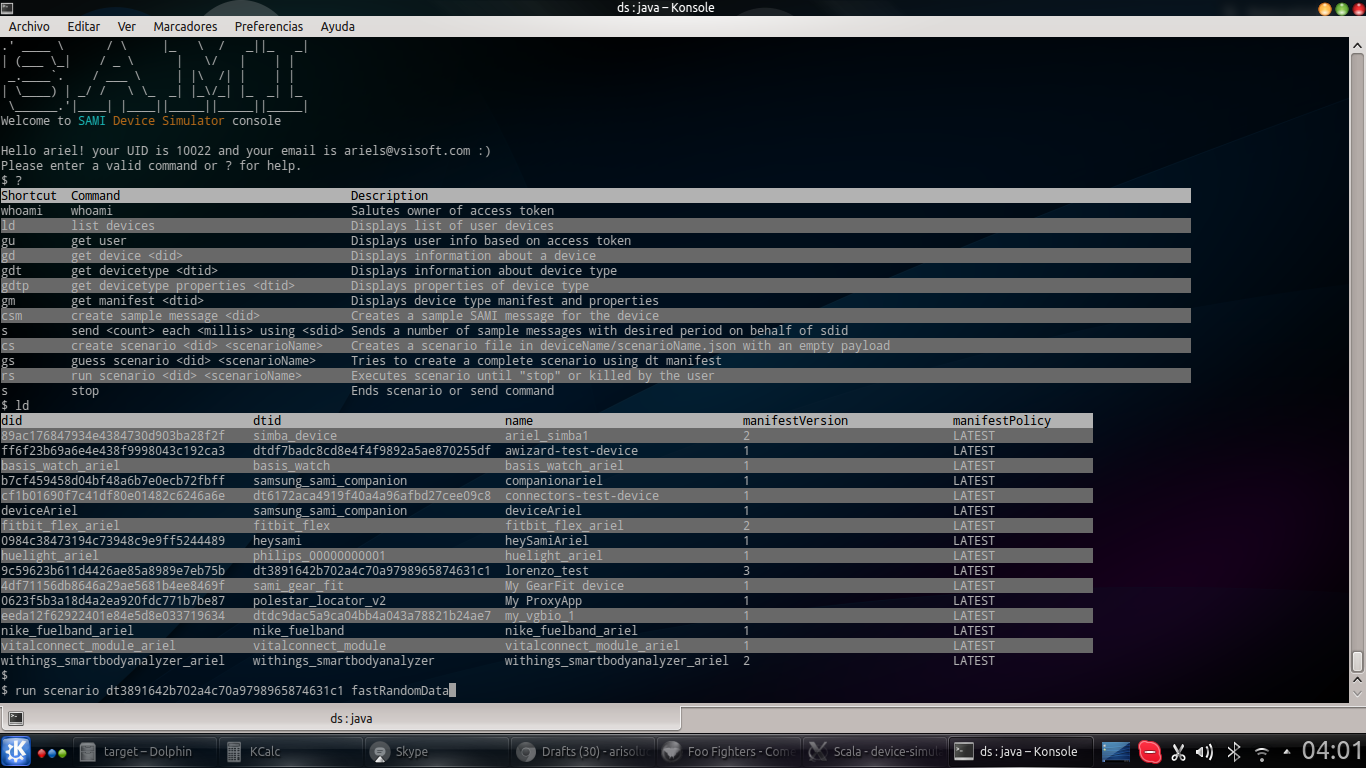 ds : java – Konsole
Archivo Editar Ver Marcadores Preferencias Ayuda
SAMI
Welcome to SAMI Device Simulator console
Hello ariel! your UID is 10022 and your email is ariels@vsisoft.com :)
Please enter a valid command or ? for help.
$ ?
Shortcut Command Description
whoami whoami Salutes owner of access token
ld list devices Displays list of user devices
gu get user Displays user info based on access token
gd get device <did> Displays information about a device
gdt get devicetype <dtid> Displays information about device type
gdtp get devicetype properties <dtid> Displays properties of device type
gm get manifest <dtid> Displays device type manifest and properties
csm create sample message <did> Creates a sample SAMI message for the device
s send <count> each <millis> using <sdid> Sends a number of sample messages with desired period on behalf of sdid
cs create scenario <did> <scenarioName> Creates a scenario file in deviceName/scenarioName.json with an empty payload
gs guess scenario <did> <scenarioName> Tries to create a complete scenario using dt manifest
rs run scenario <did> <scenarioName> Executes scenario until "stop" or killed by the user
s stop Ends scenario or send command
$ ld
did dtid name manifestVersion manifestPolicy
89ac176847934e4384730d903ba28f2f simba_device ariel_simba1 2 LATEST
ff6f23b69a6e4e438f9998043c192ca3 dtdf7badc8cd8e4f4f9892a5ae870255df awizard-test-device 1 LATEST
basis_watch_ariel basis_watch basis_watch_ariel 1 LATEST
b7cf459458d04bf48a6b7e0ecb72fbff samsung_sami_companion companionariel 1 LATEST
cf1b01690f7c41df80e01482c6246a6e dt6172aca4919f40a4a96afbd27cee09c8 connectors-test-device 1 LATEST
deviceAriel samsung_sami_companion deviceAriel 1 LATEST
fitbit_flex_ariel fitbit_flex fitbit_flex_ariel 2 LATEST
0984c38473194c73948c9e9ff5244489 heysami heySamiAriel 1 LATEST
huelight_ariel philips_00000000001 huelight_ariel 1 LATEST
9c59623b611d4426ae85a8989e7eb75b dt3891642b702a4c70a9798965874631c1 lorenzo_test 3 LATEST
4df71156db8646a29ae5681b4ee8469f sami_gear_fit My GearFit device 1 LATEST
0623f5b3a18d4a2ea920fdc771b7be87 polestar_locator_v2 My ProxyApp 1 LATEST
eeda12f62922401e84e5d8e033719634 dtdc9dac5a9ca04bb4a043a78821b24ae7 my_vgbio_1 1 LATEST
nike_fuelband_ariel nike_fuelband nike_fuelband_ariel 1 LATEST
vitalconnect_module_ariel vitalconnect_module vitalconnect_module_ariel 1 LATEST
withings_smartbodyanalyzer_ariel withings_smartbodyanalyzer withings_smartbodyanalyzer_ariel 2 LATEST
$
$ run scenario dt3891642b702a4c70a9798965874631c1 fastRandomData
ds : java
target – Dolphin KCalc Skype Drafts (30) - arisolu Foo Fighters - Come Scala - device-simul ds : java – Konsole 04:01